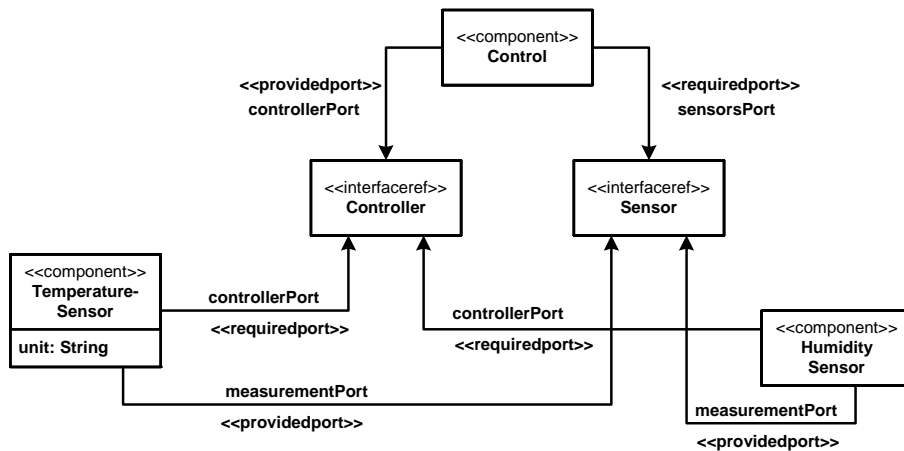 <<component>>
Control
<<providedport>>
controllerPort
<<requiredport>>
sensorsPort
<<interfaceref>>
Controller
<<interfaceref>>
Sensor
<<component>>
Temperature-
Sensor
unit: String
controllerPort
<<requiredport>>
controllerPort
<<requiredport>>
<<component>>
Humidity
Sensor
measurementPort
<<providedport>>
measurementPort
<<providedport>>